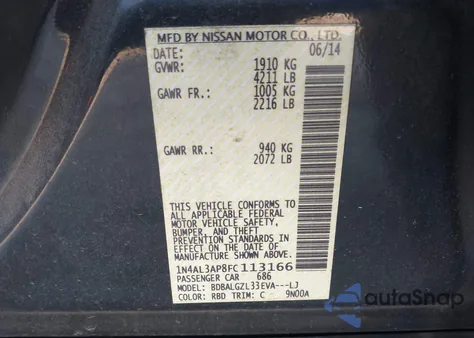 MFD BY NISSAN MOTOR CO., LTD.
DATE: 06/14
GVWR: 1910 KG
4211 LB
GAWR FR.: 1005 KG
2216 LB
GAWR RR.: 940 KG
2072 LB
THIS VEHICLE CONFORMS TO
ALL APPLICABLE FEDERAL
MOTOR VEHICLE SAFETY,
BUMPER, AND THEFT
PREVENTION STANDARDS IN
EFFECT ON THE DATE OF
MANUFACTURE SHOWN ABOVE.
1N4AL3AP8FC113166
PASSENGER CAR 686
MODEL: BDBALGZL33EVA---LJ
COLOR: RBD TRIM: C 9N00A
autoSnap